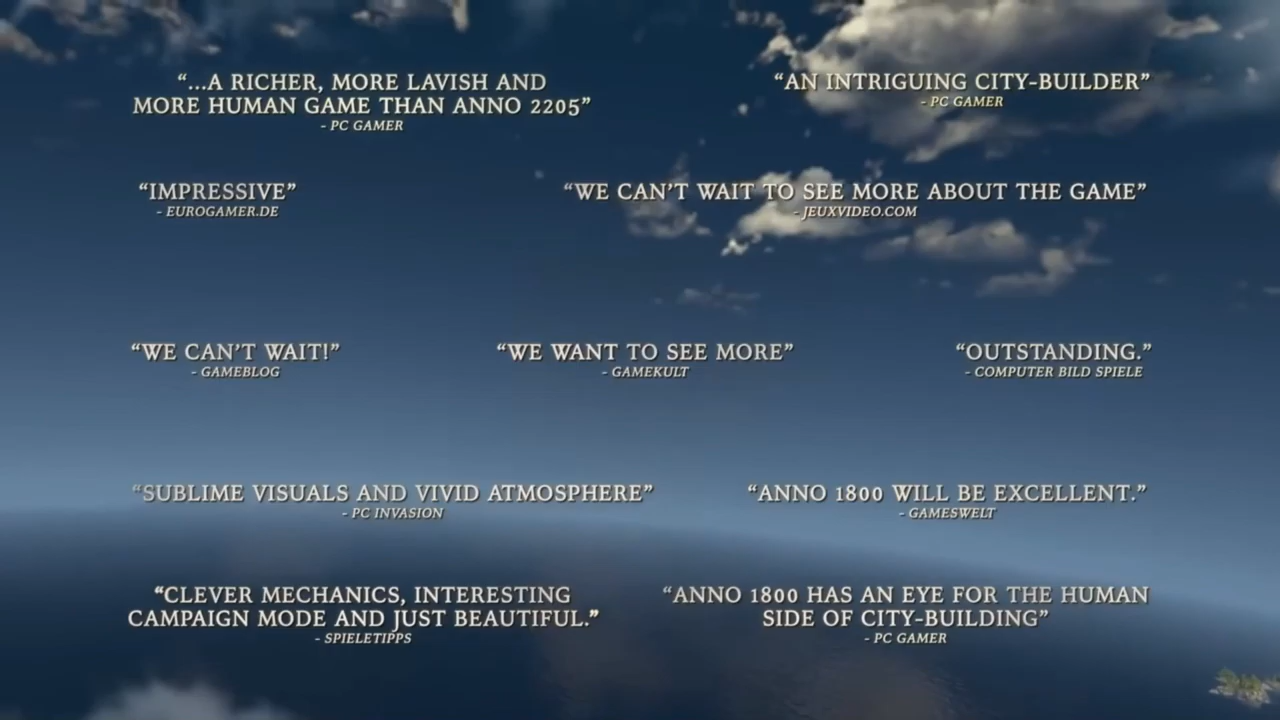 “...A RICHER, MORE LAVISH AND
MORE HUMAN GAME THAN ANNO 2205”
- PC GAMER
“AN INTRIGUING CITY-BUILDER”
- PC GAMER
“IMPRESSIVE”
- EUROGAMER.DE
“WE CAN’T WAIT TO SEE MORE ABOUT THE GAME”
- JEUXVIDEO.COM
“WE CAN’T WAIT!”
- GAMEBLOG
“WE WANT TO SEE MORE”
- GAMEKULT
“OUTSTANDING.”
- COMPUTER BILD SPIELE
“SUBLIME VISUALS AND VIVID ATMOSPHERE”
- PC INVASION
“ANNO 1800 WILL BE EXCELLENT.”
- GAMESWELT
“CLEVER MECHANICS, INTERESTING
CAMPAIGN MODE AND JUST BEAUTIFUL.”
- SPIELETIPPS
“ANNO 1800 HAS AN EYE FOR THE HUMAN
SIDE OF CITY-BUILDING”
- PC GAMER